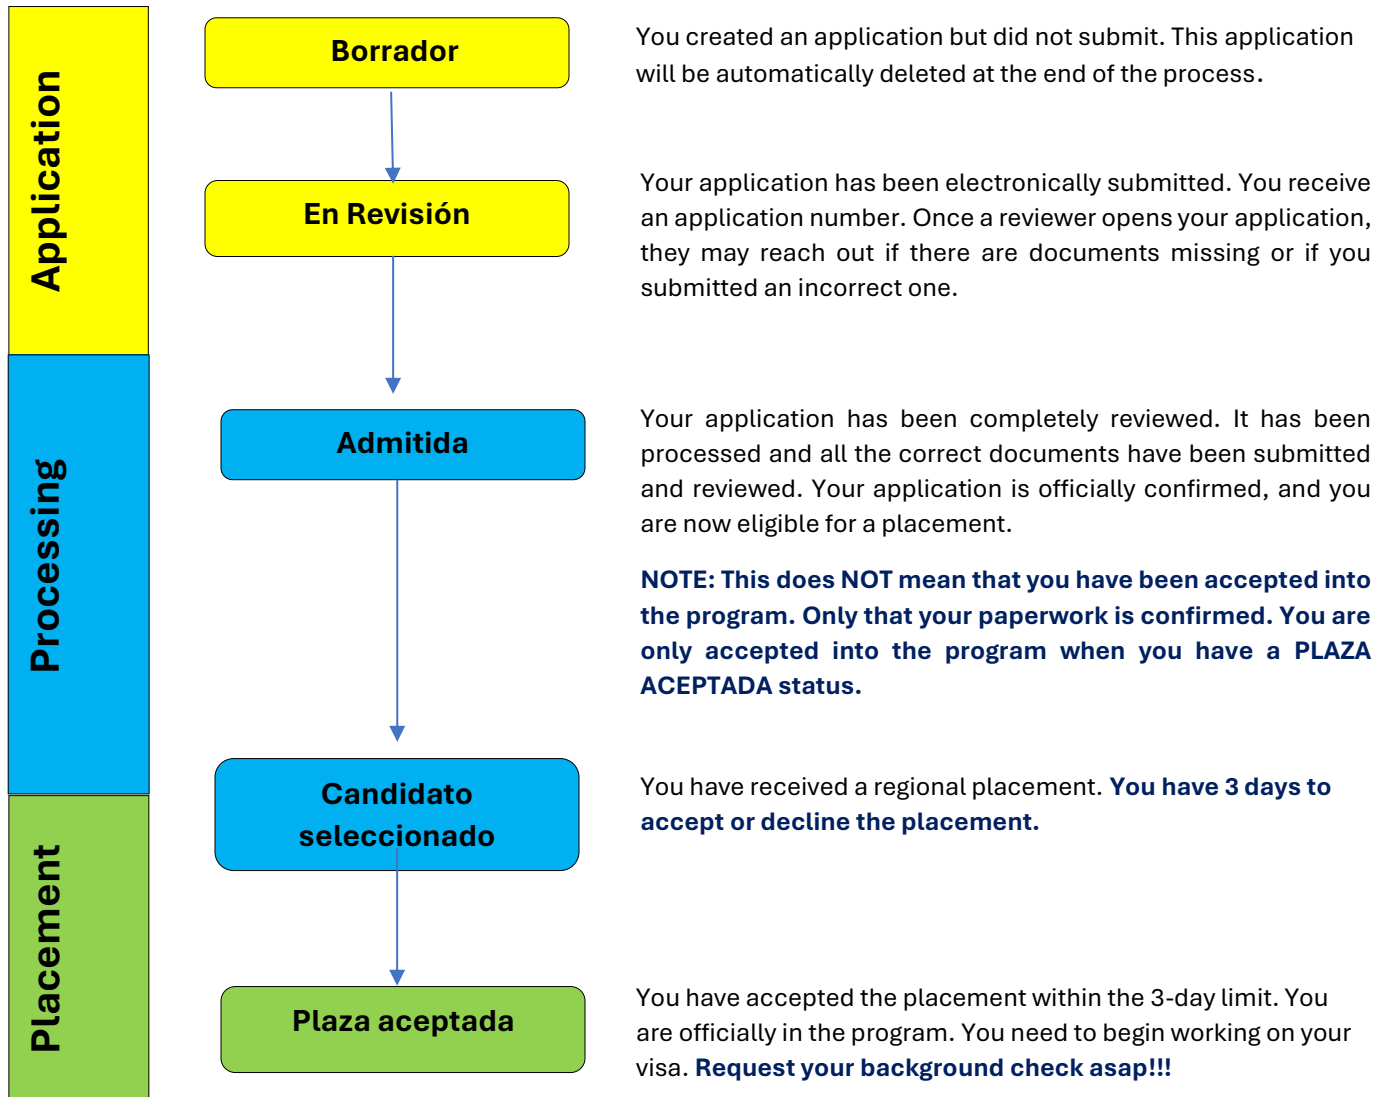 Application
Borrador
You created an application but did not submit. This application
will be automatically deleted at the end of the process.
En Revisión
Your application has been electronically submitted. You receive
an application number. Once a reviewer opens your application,
they may reach out if there are documents missing or if you
submitted an incorrect one.
Processing
Admitida
Your application has been completely reviewed. It has been
processed and all the correct documents have been submitted
and reviewed. Your application is officially confirmed, and you
are now eligible for a placement.
NOTE: This does NOT mean that you have been accepted into
the program. Only that your paperwork is confirmed. You are
only accepted into the program when you have a PLAZA
ACEPTADA status.
Candidato
seleccionado
You have received a regional placement. You have 3 days to
accept or decline the placement.
Placement
Plaza aceptada
You have accepted the placement within the 3-day limit. You
are officially in the program. You need to begin working on your
visa. Request your background check asap!!!